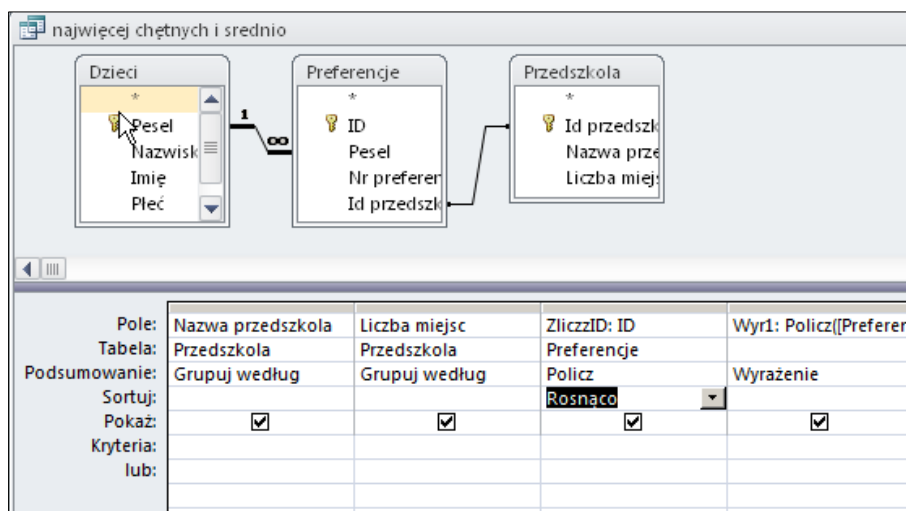 najwięcej chętnych i srednio
Dzieci
*
Pesel
Nazwisk
Imię
Płeć
1
∞
Preferencje
*
ID
Pesel
Nr preferen
Id przedszk
Przedszkola
*
Id przedszk
Nazwa prze
Liczba miejs
Pole: Nazwa przedszkola Liczba miejsc ZliczzID: ID Wyr1: Policz([Preferen
Tabela: Przedszkola Przedszkola Preferencje
Podsumowanie: Grupuj według Grupuj według Policz Wyrażenie
Sortuj: Rosnąco
Pokaż:
Kryteria:
lub: